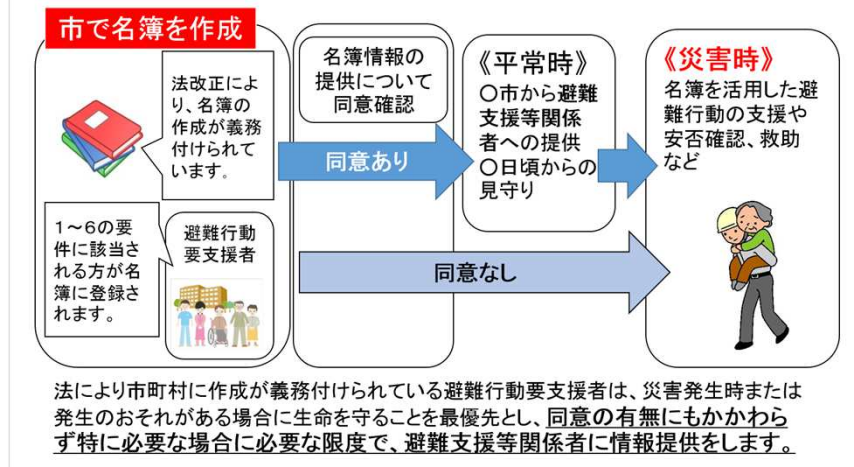 市で名簿を作成
法改正によ
り、名簿の
作成が義務
付けられて
います。
1～6の要
件に該当さ
れる方が名
簿に登録さ
れます。
避難行動
要支援者
名簿情報の
提供について
同意確認
同意あり
《平常時》
○市から避難
支援等関係
者への提供
○日頃からの
見守り
同意なし
《災害時》
名簿を活用した避
難行動の支援や
安否確認、救助
など
法により市町村に作成が義務付けられている避難行動要支援者は、災害発生時または
発生のおそれがある場合に生命を守ることを最優先とし、同意の有無にもかかわら
ず特に必要な場合に必要な限度で、避難支援等関係者に情報提供をします。